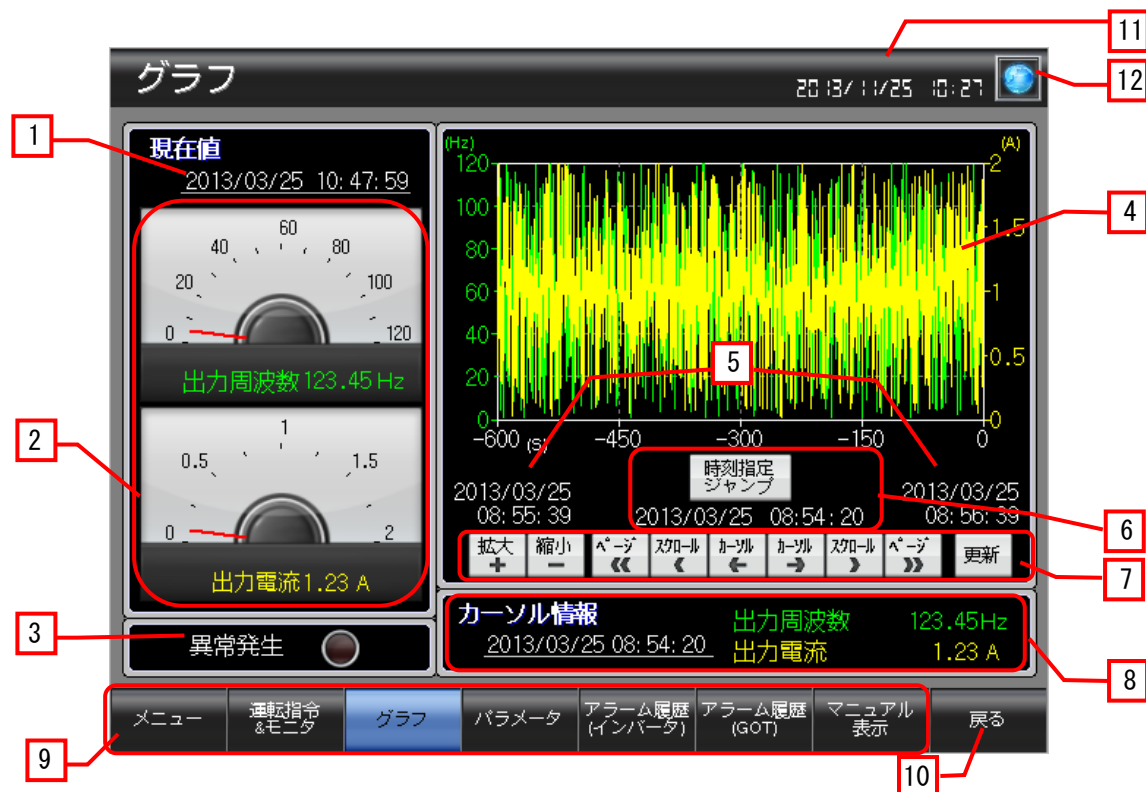 11
グラフ
2013/11/25 10:27
12
1
現在値
2013/03/25 10:47:59
0
20
40
60
80
100
120
出力周波数 123.45 Hz
2
0
0.5
1
1.5
2
出力電流 1.23 A
3
異常発生
(Hz)
(A)
120
100
80
60
40
20
0
2
1.5
1
0.5
0
4
5
-600 (S) -450 -300 -150 0
時刻指定
ジャンプ
2013/03/25
08:55:39
2013/03/25 08:54:20
2013/03/25
08:56:39
6
拡大
+
縮小
-
ページ
《
スクロール
〈
カーソル
←
カーソル
→
スクロール
〉
ページ
》
更新
7
カーソル情報
2013/03/25 08:54:20
出力周波数 123.45Hz
出力電流 1.23 A
8
メニュー
運転指令
&モニタ
グラフ
パラメータ
アラーム履歴
(インバータ)
アラーム履歴
(GOT)
マニュアル
表示
戻る
9
10